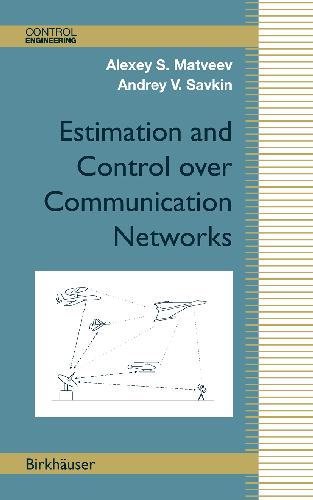 CONTROL
ENGINEERING
Alexey S. Matveev
Andrey V. Savkin
Estimation and
Control over
Communication
Networks
Birkhäuser